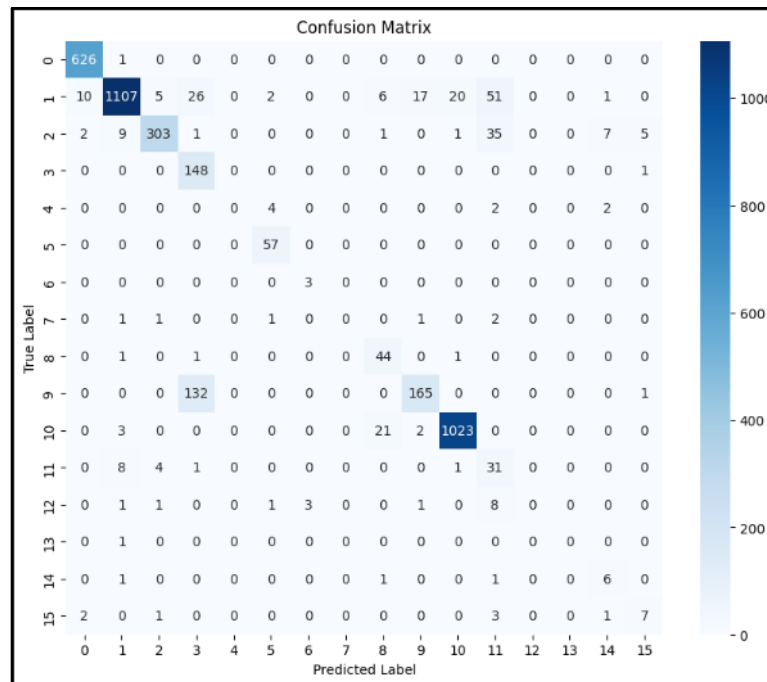 Confusion Matrix
0 626 1 0 0 0 0 0 0 0 0 0 0 0 0 0 0
1 10 1107 5 26 0 2 0 0 6 17 20 51 0 0 1 0
2 2 9 303 1 0 0 0 0 1 0 1 35 0 0 7 5
3 0 0 0 148 0 0 0 0 0 0 0 0 0 0 0 1
4 0 0 0 0 0 4 0 0 0 0 0 2 0 0 2 0
5 0 0 0 0 0 57 0 0 0 0 0 0 0 0 0 0
6 0 0 0 0 0 0 3 0 0 0 0 0 0 0 0 0
7 0 1 1 0 0 1 0 0 0 1 0 2 0 0 0 0
8 0 1 0 1 0 0 0 0 44 0 1 0 0 0 0 0
9 0 0 0 132 0 0 0 0 0 165 0 0 0 0 0 1
10 0 3 0 0 0 0 0 0 21 2 1023 0 0 0 0 0
11 0 8 4 1 0 0 0 0 0 0 1 31 0 0 0 0
12 0 1 1 0 0 1 3 0 0 1 0 8 0 0 0 0
13 0 1 0 0 0 0 0 0 0 0 0 0 0 0 0 0
14 0 1 0 0 0 0 0 0 1 0 0 1 0 0 6 0
15 2 0 1 0 0 0 0 0 0 0 0 3 0 0 1 7
0 1 2 3 4 5 6 7 8 9 10 11 12 13 14 15
True Label
Predicted Label
1000
800
600
400
200
0